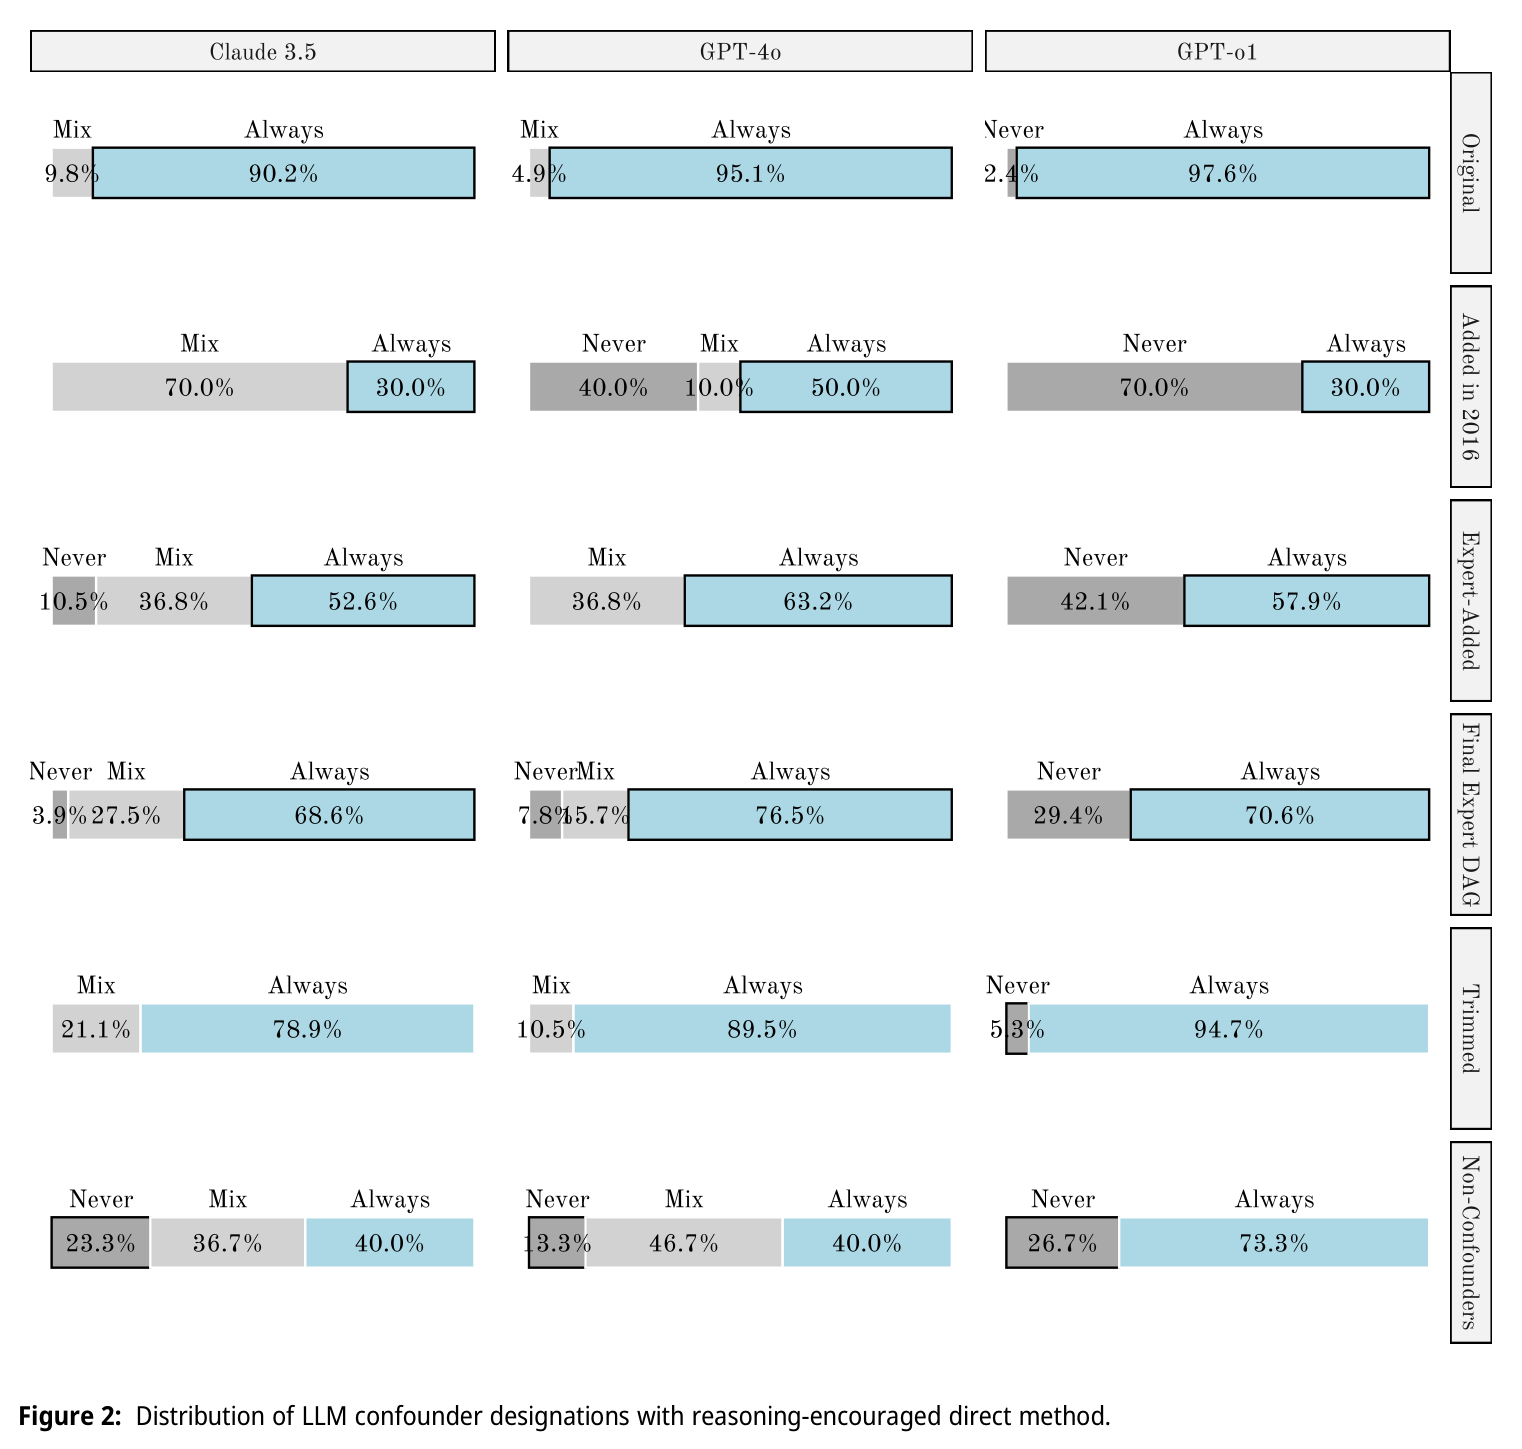 Claude 3.5 GPT-4o GPT-o1
Mix Always Mix Always Never Always
9.8% 90.2% 4.9% 95.1% 2.4% 97.6%
Original
Mix Always Never Mix Always Never Always
70.0% 30.0% 40.0% 10.0% 50.0% 70.0% 30.0%
Added in 2016
Never Mix Always Mix Always Never Always
10.5% 36.8% 52.6% 36.8% 63.2% 42.1% 57.9%
Expert-Added
Never Mix Always Never Mix Always Never Always
3.9% 27.5% 68.6% 7.8% 15.7% 76.5% 29.4% 70.6%
Final Expert DAG
Mix Always Mix Always Never Always
21.1% 78.9% 10.5% 89.5% 5.3% 94.7%
Trimmed
Never Mix Always Never Mix Always Never Always
23.3% 36.7% 40.0% 13.3% 46.7% 40.0% 26.7% 73.3%
Non-Confounders
Figure 2: Distribution of LLM confounder designations with reasoning-encouraged direct method.